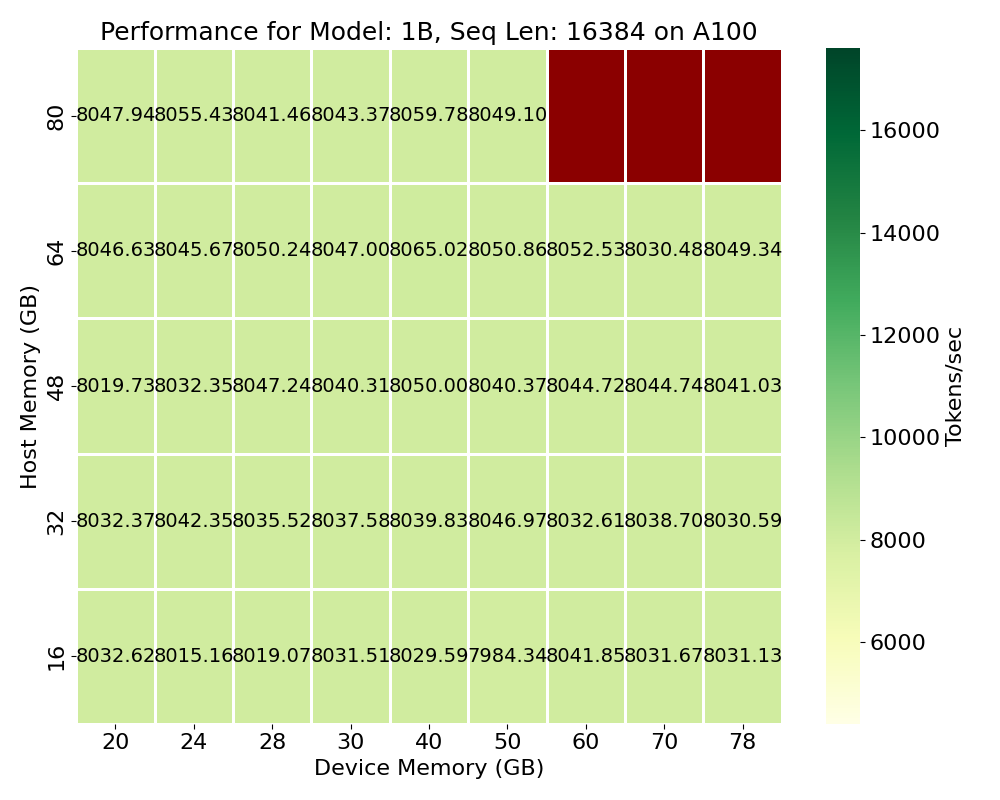 Performance for Model: 1B, Seq Len: 16384 on A100
Host Memory (GB)
80 8047.94 8055.43 8041.46 8043.37 8059.78 8049.10
64 8046.63 8045.67 8050.24 8047.00 8065.02 8050.86 8052.53 8030.48 8049.34
48 8019.73 8032.35 8047.24 8040.31 8050.00 8040.37 8044.72 8044.74 8041.03
32 8032.37 8042.35 8035.52 8037.58 8039.83 8046.97 8032.61 8038.70 8030.59
16 8032.62 8015.16 8019.07 8031.51 8029.59 7984.34 8041.85 8031.67 8031.13
20 24 28 30 40 50 60 70 78
Device Memory (GB)
16000
14000
12000
10000
8000
6000
Tokens/sec